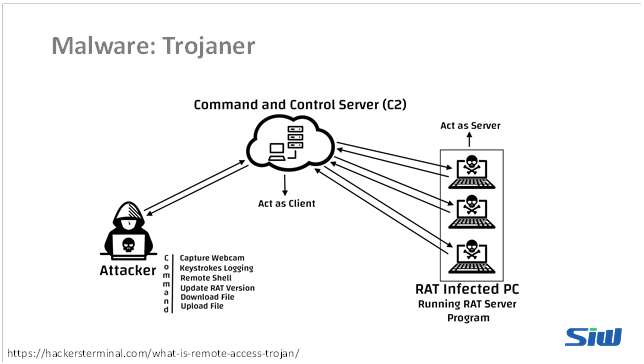 Malware: Trojaner
Command and Control Server (C2)
Act as Server
Act as Client
Attacker
Command
Capture Webcam
Keystrokes Logging
Remote Shell
Update RAT Version
Download File
Upload File
RAT Infected PC
Running RAT Server
Program
https://hackersterminal.com/what-is-remote-access-trojan/
SiW